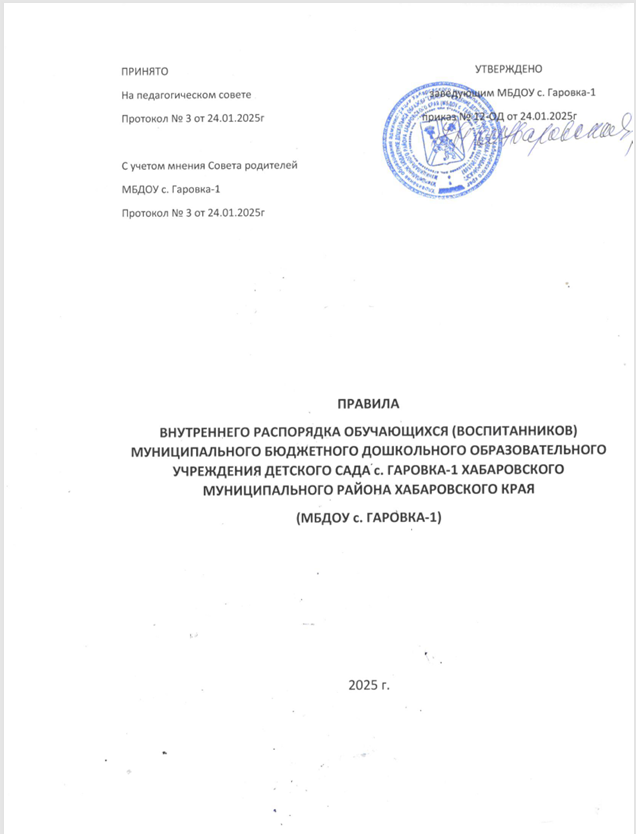 ПРИНЯТО
На педагогическом совете
Протокол № 3 от 24.01.2025г
С учетом мнения Совета родителей
МБДОУ с. Гаровка-1
Протокол № 3 от 24.01.2025г
УТВЕРЖДЕНО
Заведующим МБДОУ с. Гаровка-1
приказ № 12-ОД от 24.01.2025г
ПРАВИЛА
ВНУТРЕННЕГО РАСПОРЯДКА ОБУЧАЮЩИХСЯ (ВОСПИТАННИКОВ)
МУНИЦИПАЛЬНОГО БЮДЖЕТНОГО ДОШКОЛЬНОГО ОБРАЗОВАТЕЛЬНОГО
УЧРЕЖДЕНИЯ ДЕТСКОГО САДА с. ГАРОВКА-1 ХАБАРОВСКОГО
МУНИЦИПАЛЬНОГО РАЙОНА ХАБАРОВСКОГО КРАЯ
(МБДОУ с. ГАРОВКА-1)
2025 г.